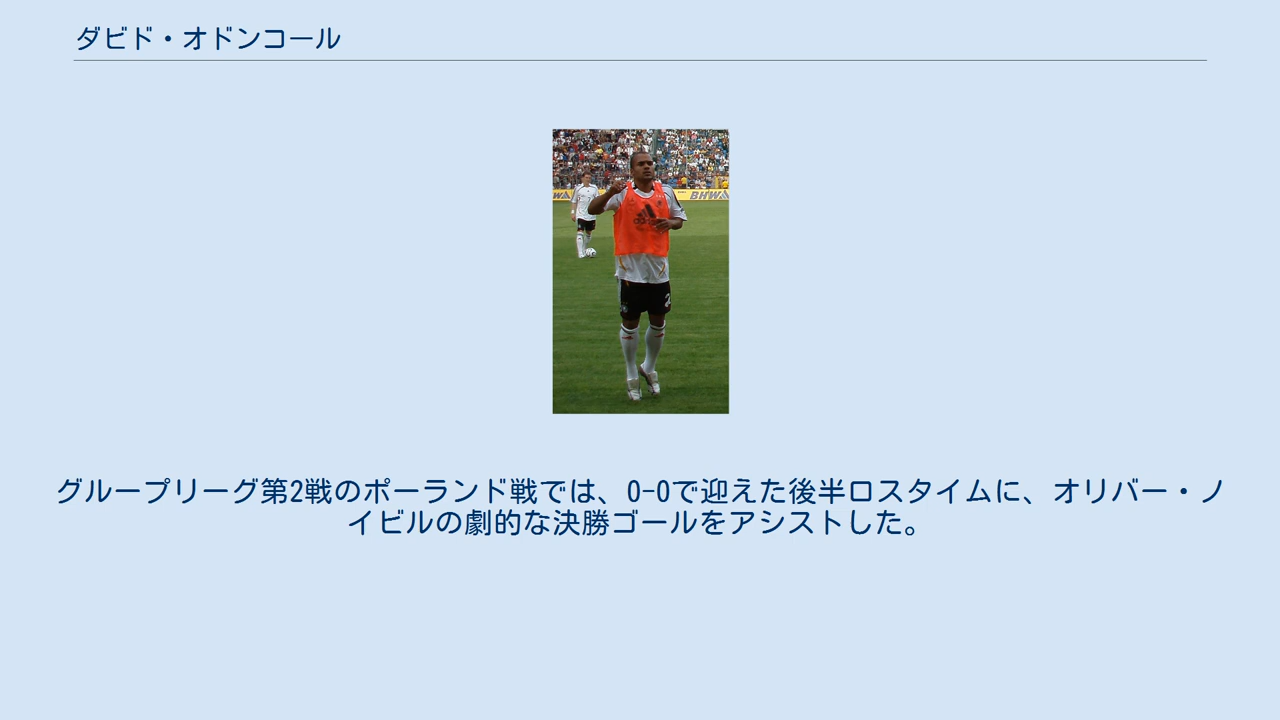 ダビド・オドンコール
BHWA
グループリーグ第2戦のポーランド戦では、0-0で迎えた後半ロスタイムに、オリバー・ノ
イビルの劇的な決勝ゴールをアシストした。